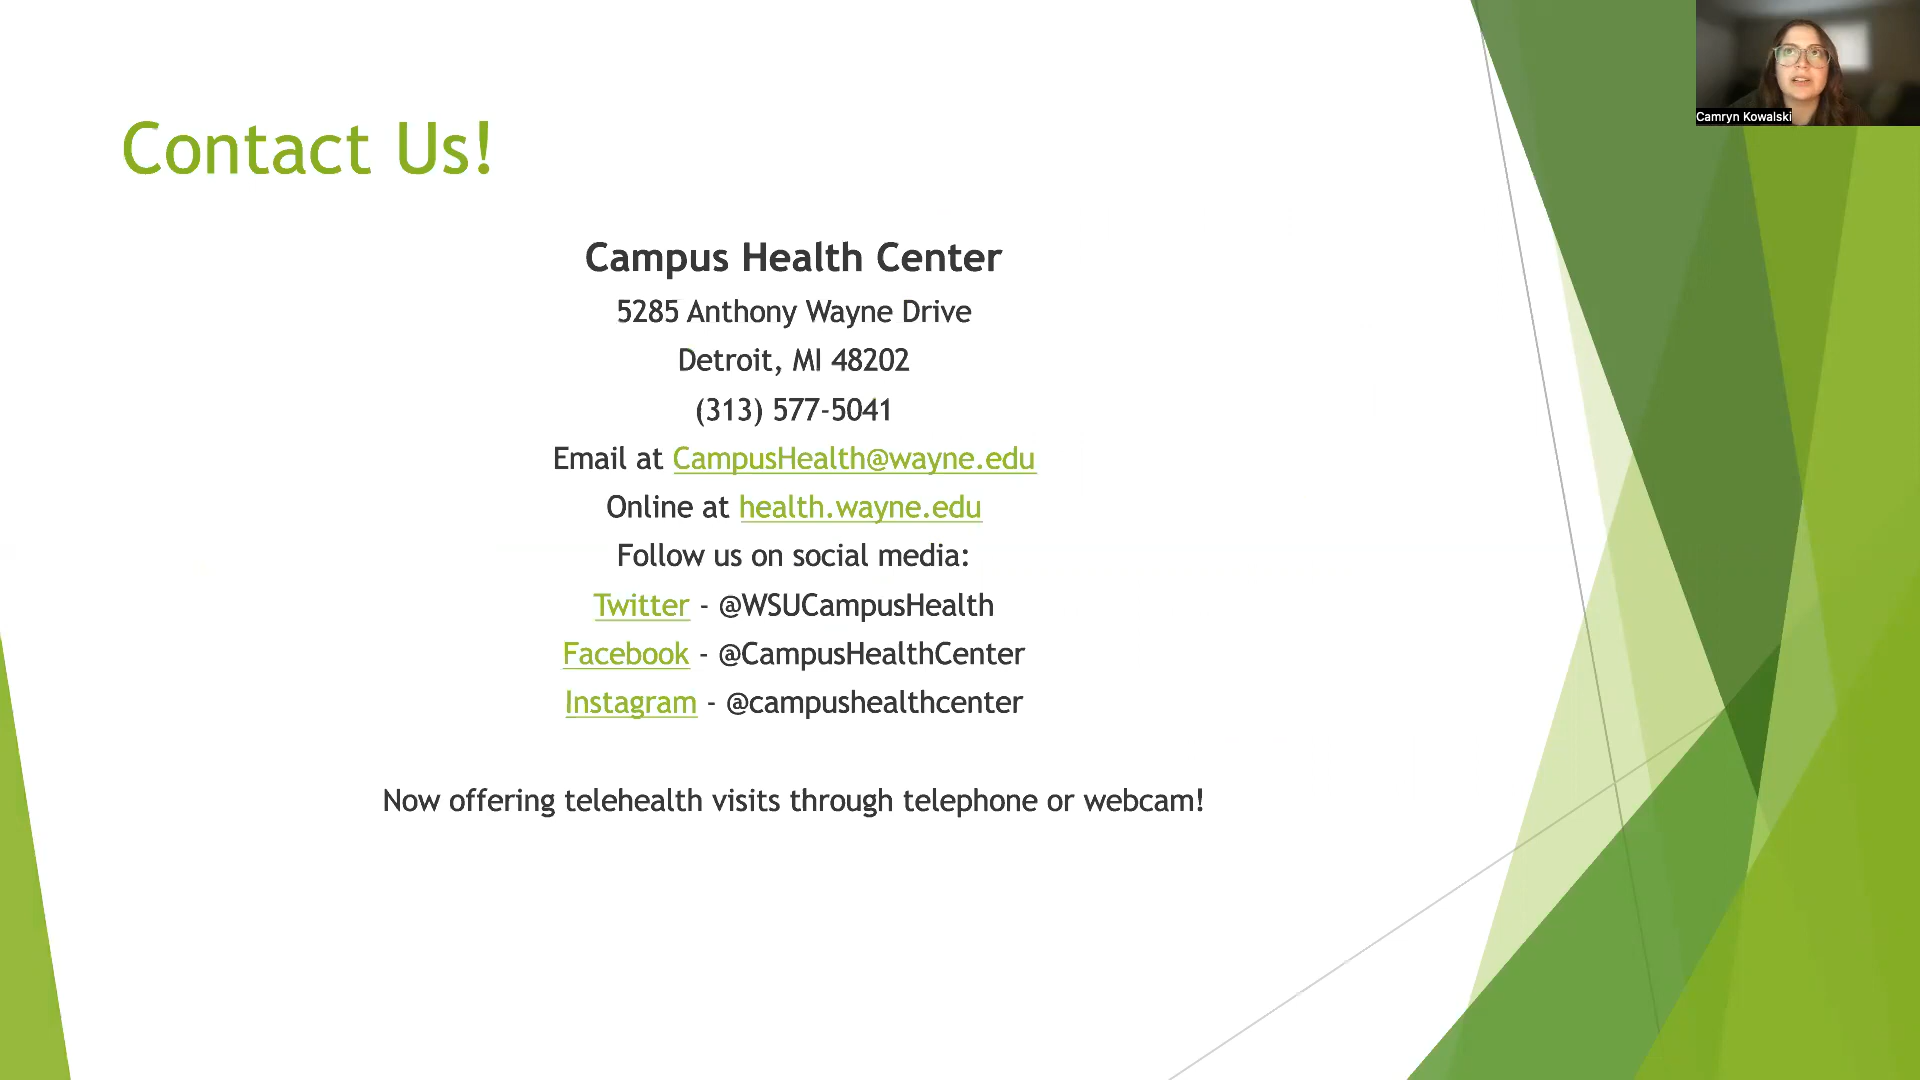 Camryn Kowalski
Contact Us!
Campus Health Center
5285 Anthony Wayne Drive
Detroit, MI 48202
(313) 577-5041
Email at CampusHealth@wayne.edu
Online at health.wayne.edu
Follow us on social media:
Twitter - @WSUCampusHealth
Facebook - @CampusHealthCenter
Instagram - @campushealthcenter
Now offering telehealth visits through telephone or webcam!